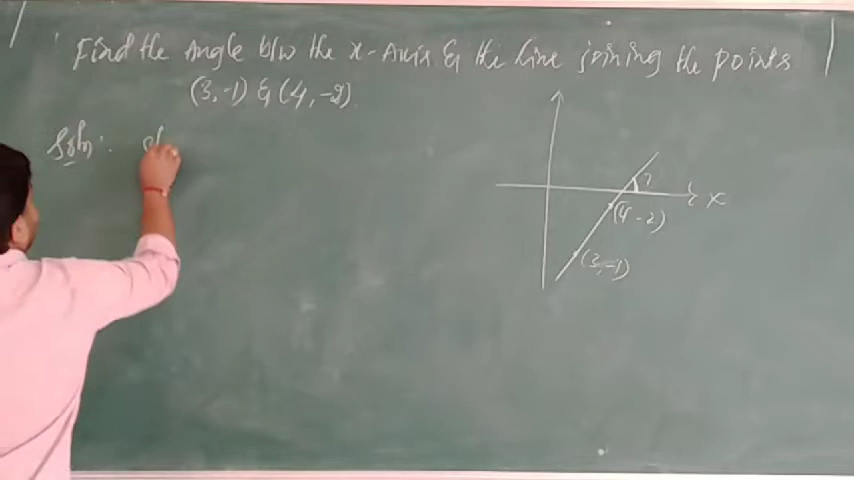 Find the Angle b/w the x-Axis & the line joining the points
(3,-1) & (4,-2)
Soln:
?
x
(4 -2)
(3,-1)